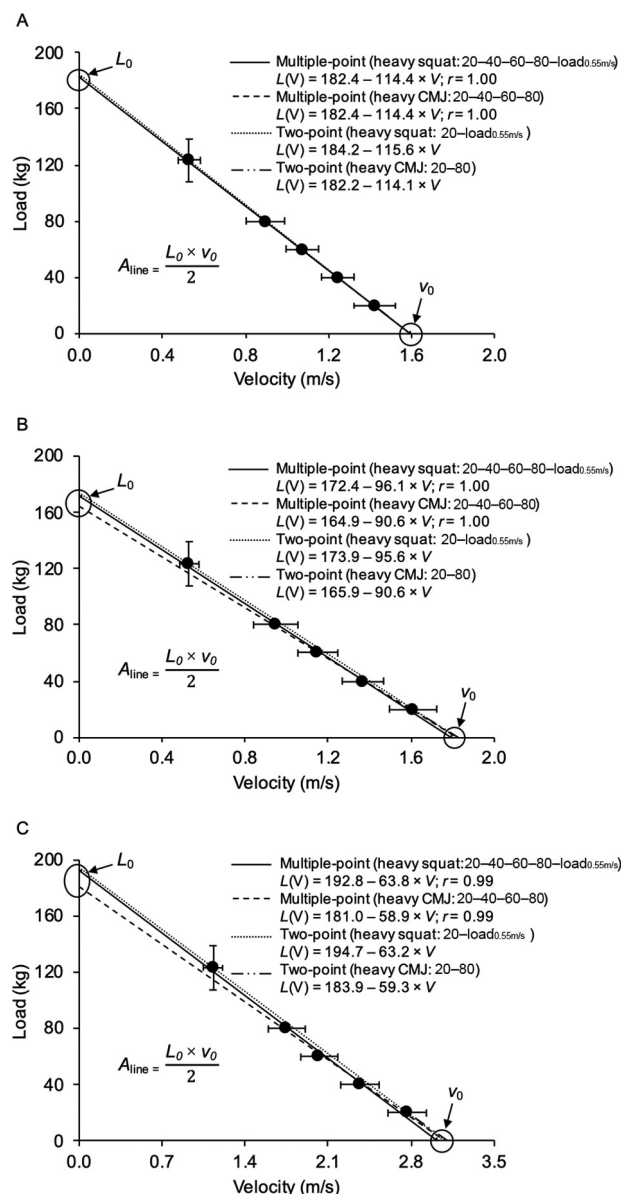 A
200
160
120
80
40
0
Load (kg)
L0
Multiple-point (heavy squat: 20–40–60–80–load0.55m/s)
L(V) = 182.4 – 114.4 × V; r = 1.00
Multiple-point (heavy CMJ: 20–40–60–80)
L(V) = 182.4 – 114.4 × V; r = 1.00
Two-point (heavy squat: 20–load0.55m/s)
L(V) = 184.2 – 115.6 × V
Two-point (heavy CMJ: 20–80)
L(V) = 182.2 – 114.1 × V
Aline = L0 × v0
2
v0
0.0 0.4 0.8 1.2 1.6 2.0
Velocity (m/s)
B
200
160
120
80
40
0
Load (kg)
L0
Multiple-point (heavy squat: 20–40–60–80–load0.55m/s)
L(V) = 172.4 – 96.1 × V; r = 1.00
Multiple-point (heavy CMJ: 20–40–60–80)
L(V) = 164.9 – 90.6 × V; r = 1.00
Two-point (heavy squat: 20–load0.55m/s )
L(V) = 173.9 – 95.6 × V
Two-point (heavy CMJ: 20–80)
L(V) = 165.9 – 90.6 × V
Aline = L0 × v0
2
v0
0.0 0.4 0.8 1.2 1.6 2.0
Velocity (m/s)
C
200
160
120
80
40
0
Load (kg)
L0
Multiple-point (heavy squat:20–40–60–80–load0.55m/s)
L(V) = 192.8 – 63.8 × V; r = 0.99
Multiple-point (heavy CMJ: 20–40–60–80)
L(V) = 181.0 – 58.9 × V; r = 0.99
Two-point (heavy squat: 20–load0.55m/s )
L(V) = 194.7 – 63.2 × V
Two-point (heavy CMJ: 20–80)
L(V) = 183.9 – 59.3 × V
Aline = L0 × v0
2
v0
0.0 0.7 1.4 2.1 2.8 3.5
Velocity (m/s)